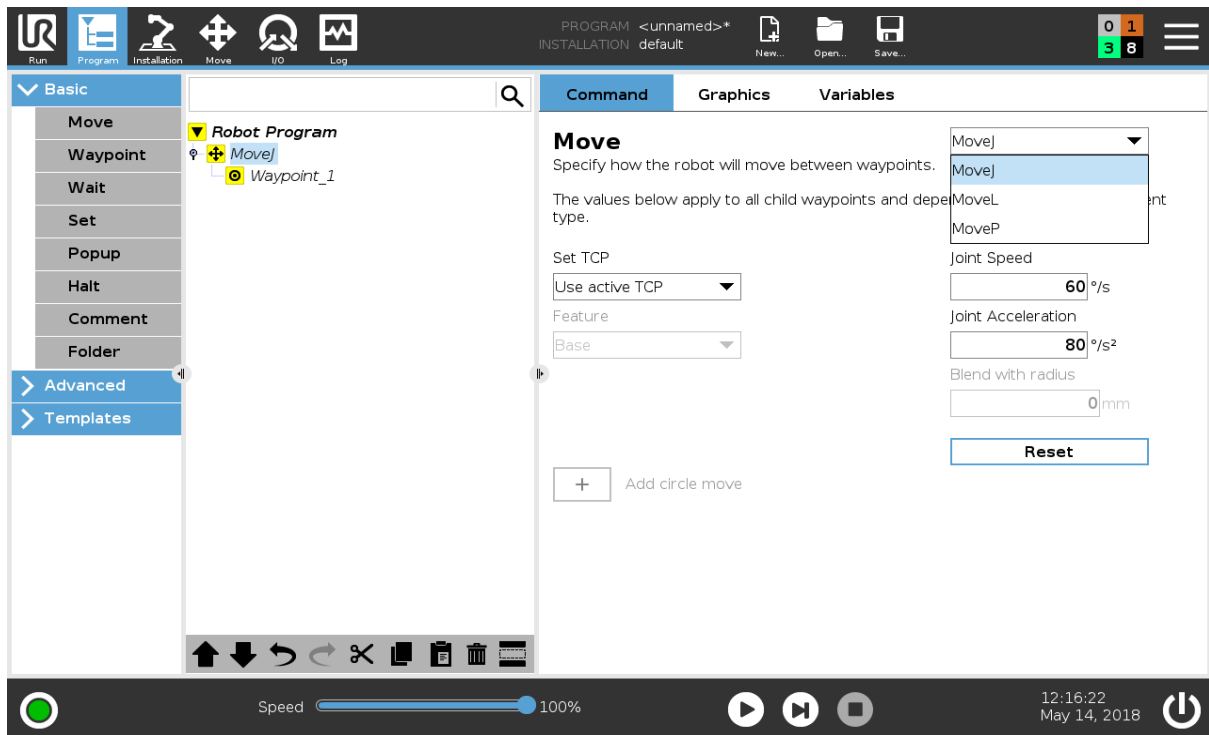 PROGRAM <unnamed>*
INSTALLATION default
UR
Run
Program
Installation
Move
I/O
Log
New...
Open...
Save...
0 1
3 8
Basic
Move
Waypoint
Wait
Set
Popup
Halt
Comment
Folder
Advanced
Templates
Robot Program
MoveJ
Waypoint_1
Command
Graphics
Variables
Move
Specify how the robot will move between waypoints.
The values below apply to all child waypoints and depe
ent
type.
MoveJ
MoveJ
MoveL
MoveP
Set TCP
Use active TCP
Feature
Base
Joint Speed
60 °/s
Joint Acceleration
80 °/s²
Blend with radius
0 mm
Reset
+ Add circle move
Speed
100%
12:16:22
May 14, 2018